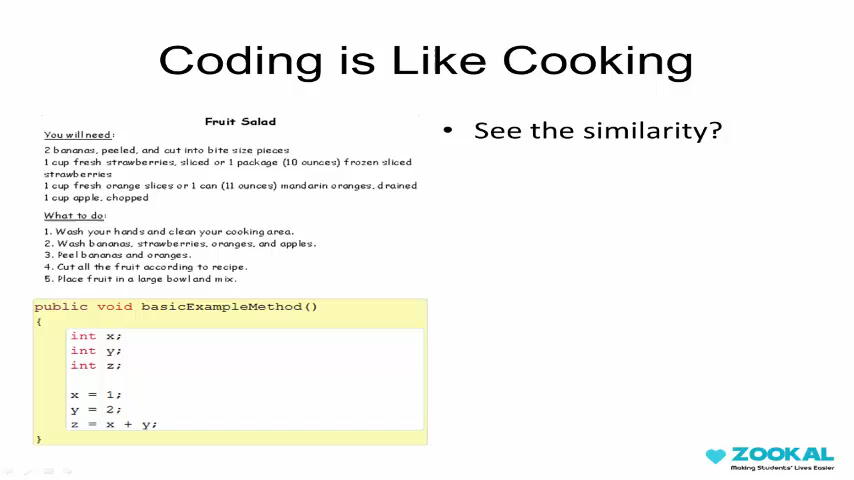 Coding is Like Cooking
Fruit Salad
You will need:
2 bananas, peeled, and cut into bite size pieces
1 cup fresh strawberries, sliced or 1 package (10 ounces) frozen sliced
strawberries
1 cup fresh orange slices or 1 can (11 ounces) mandarin oranges, drained
1 cup apple, chopped
What to do:
1. Wash your hands and clean your cooking area.
2. Wash bananas, strawberries, oranges, and apples.
3. Peel bananas and oranges.
4. Cut all the fruit according to recipe.
5. Place fruit in a large bowl and mix.
public void basicExampleMethod()
{
int x;
int y;
int z;
x = 1;
y = 2;
z = x + y;
}
• See the similarity?
ZOOKAL
Making Students' Lives Easier